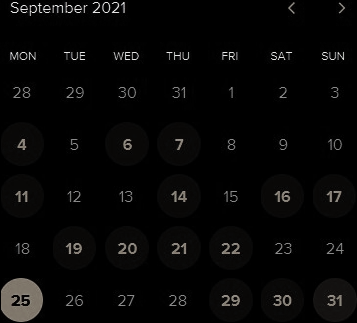 September 2021
MON TUE WED THU FRI SAT SUN
28 29 30 31 1 2 3
4 5 6 7 8 9 10
11 12 13 14 15 16 17
18 19 20 21 22 23 24
25 26 27 28 29 30 31